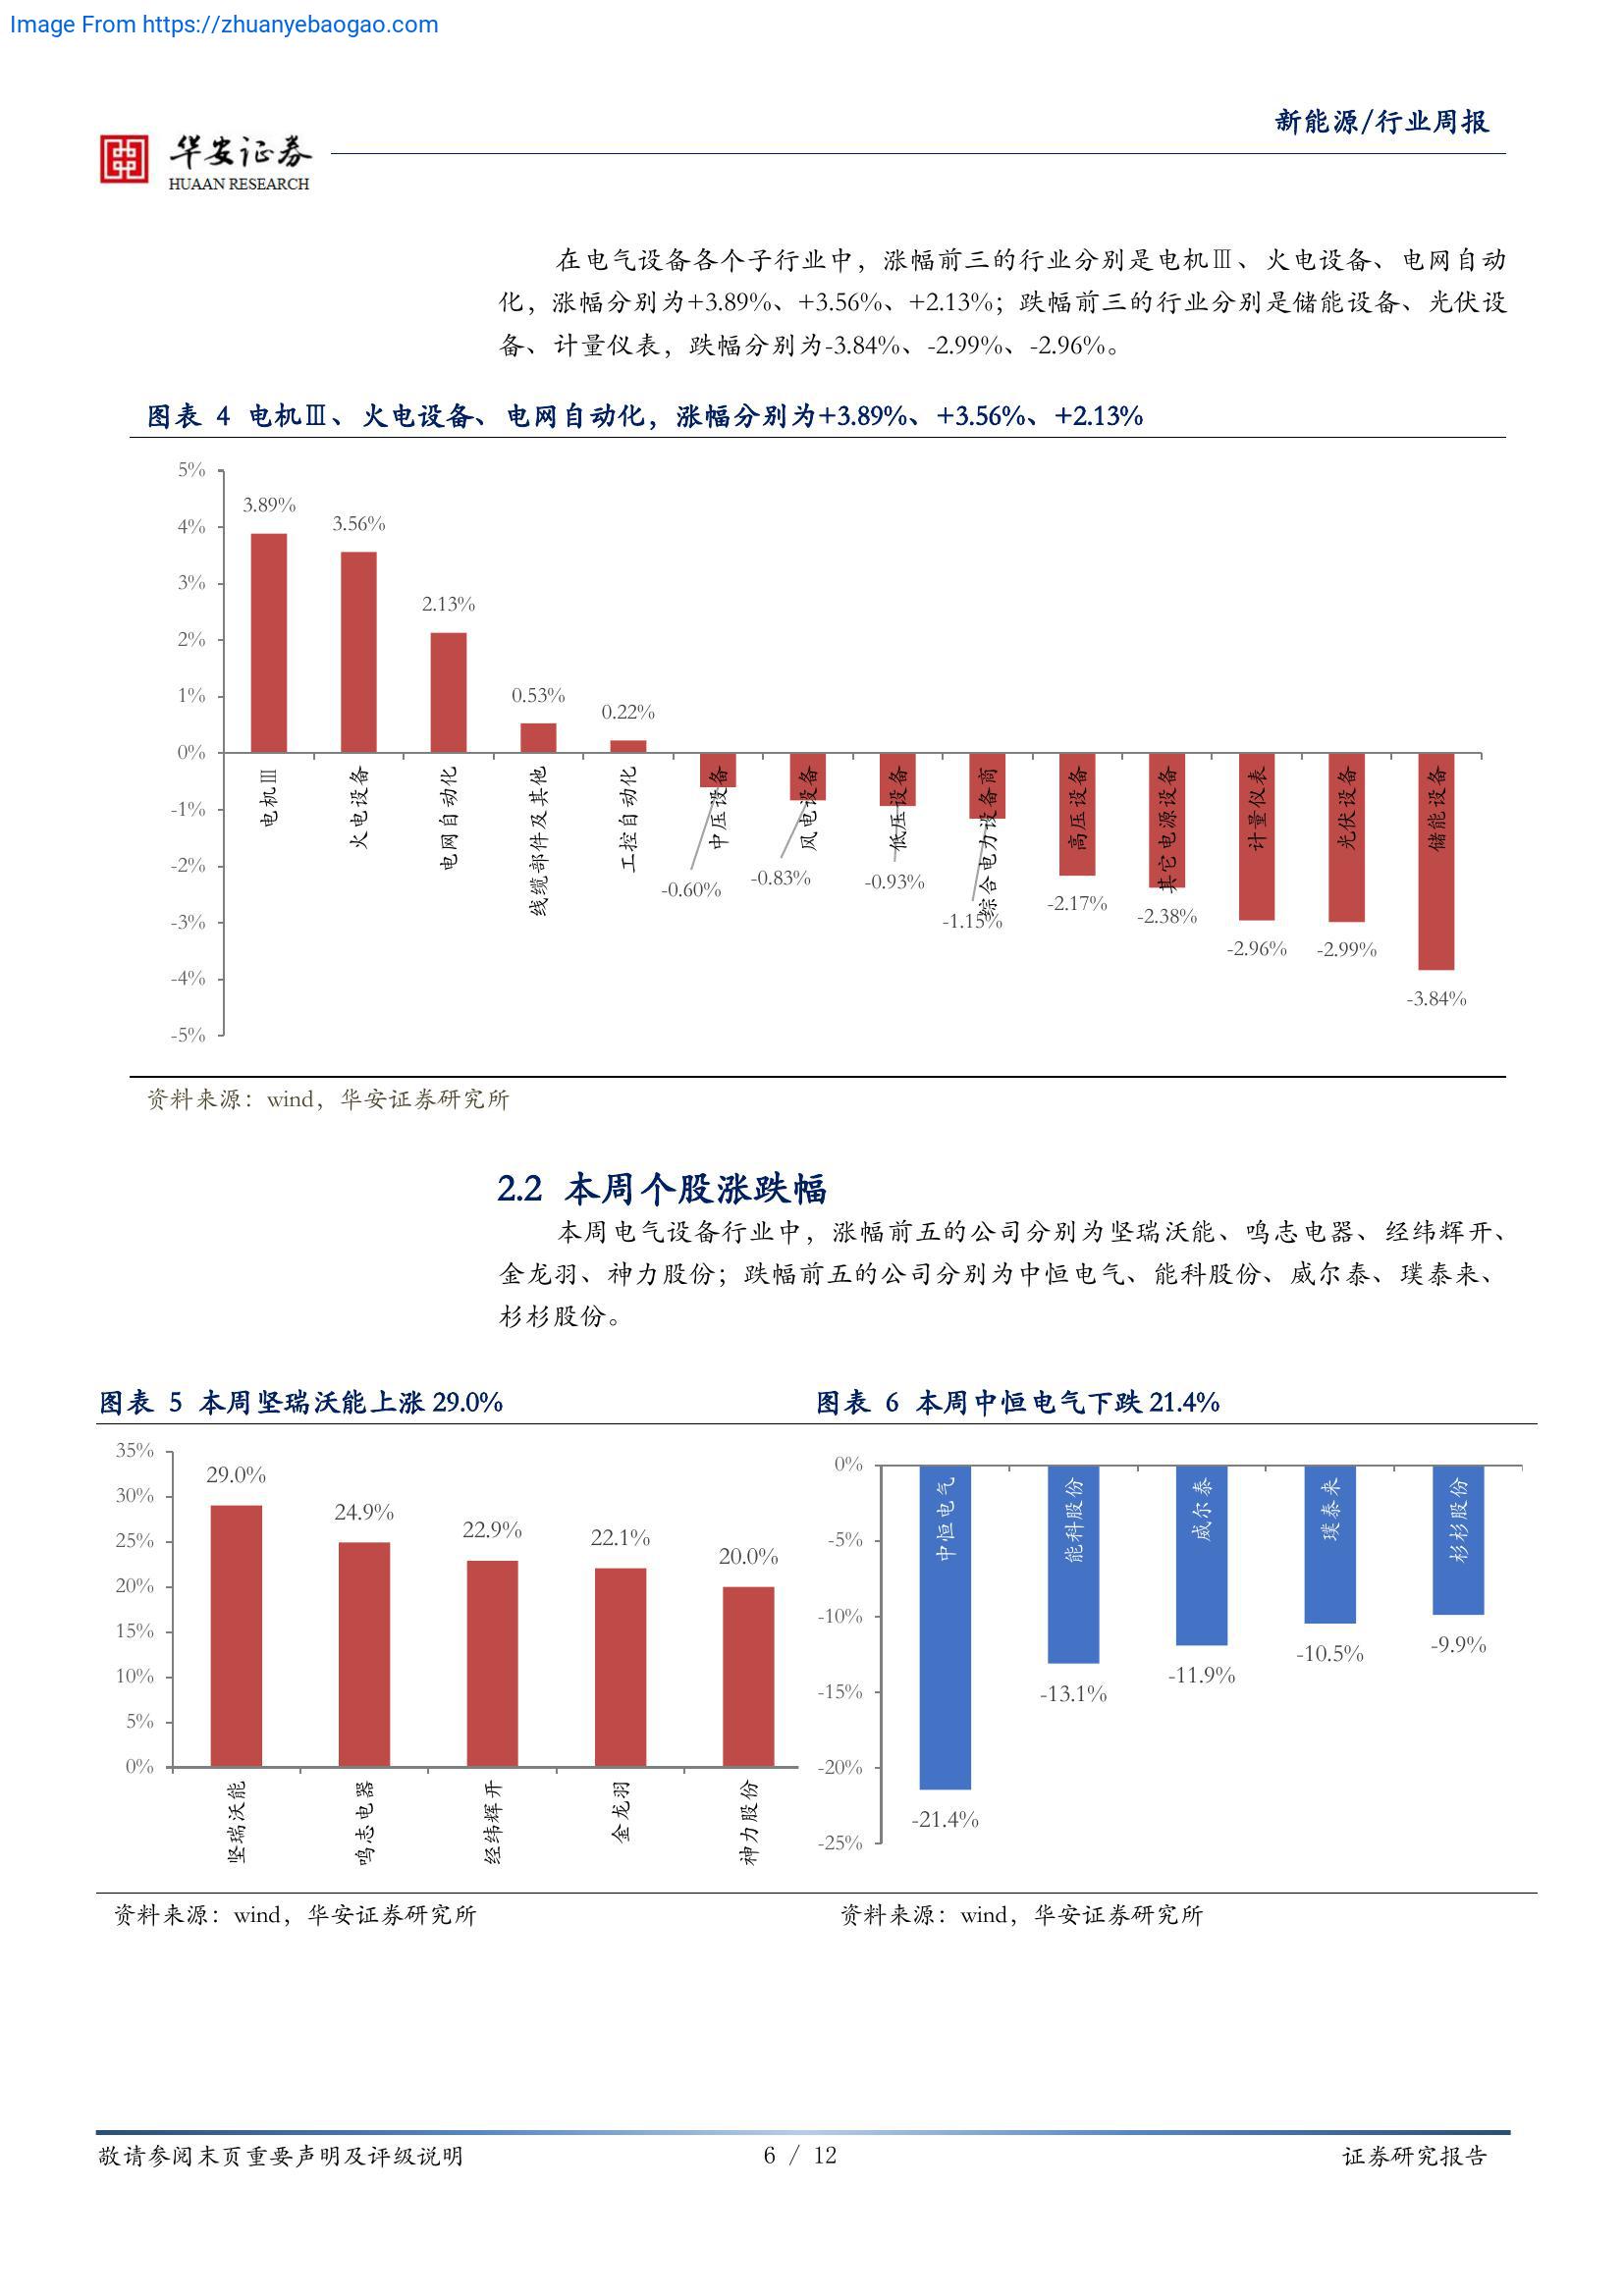 Image From https://zhuanyebaogao.com
新能源/行业周报
华安证券
HUAAN RESEARCH
在电气设备各个子行业中，涨幅前三的行业分别是电机Ⅲ、火电设备、电网自动
化，涨幅分别为+3.89%、+3.56%、+2.13%；跌幅前三的行业分别是储能设备、光伏设
备、计量仪表，跌幅分别为-3.84%、-2.99%、-2.96%。
图表 4 电机Ⅲ、火电设备、电网自动化，涨幅分别为+3.89%、+3.56%、+2.13%
5%
4%
3%
2%
1%
0%
-1%
-2%
-3%
-4%
-5%
3.89%
3.56%
2.13%
0.53%
0.22%
-0.60%
-0.83%
-0.93%
-1.15%
-2.17%
-2.38%
-2.96%
-2.99%
-3.84%
电机Ⅲ
火电设备
电网自动化
线缆部件及其他
工控自动化
中压设备
风电设备
低压设备
综合电力设备商
高压设备
其它电源设备
计量仪表
光伏设备
储能设备
资料来源：wind，华安证券研究所
2.2 本周个股涨跌幅
本周电气设备行业中，涨幅前五的公司分别为坚瑞沃能、鸣志电器、经纬辉开、
金龙羽、神力股份；跌幅前五的公司分别为中恒电气、能科股份、威尔泰、璞泰来、
杉杉股份。
图表 5 本周坚瑞沃能上涨 29.0%
35%
30%
25%
20%
15%
10%
5%
0%
29.0%
24.9%
22.9%
22.1%
20.0%
坚瑞沃能
鸣志电器
经纬辉开
金龙羽
神力股份
资料来源：wind，华安证券研究所
图表 6 本周中恒电气下跌 21.4%
0%
-5%
-10%
-15%
-20%
-25%
中恒电气
能科股份
威尔泰
璞泰来
杉杉股份
-21.4%
-13.1%
-11.9%
-10.5%
-9.9%
资料来源：wind，华安证券研究所
敬请参阅末页重要声明及评级说明
6 / 12
证券研究报告